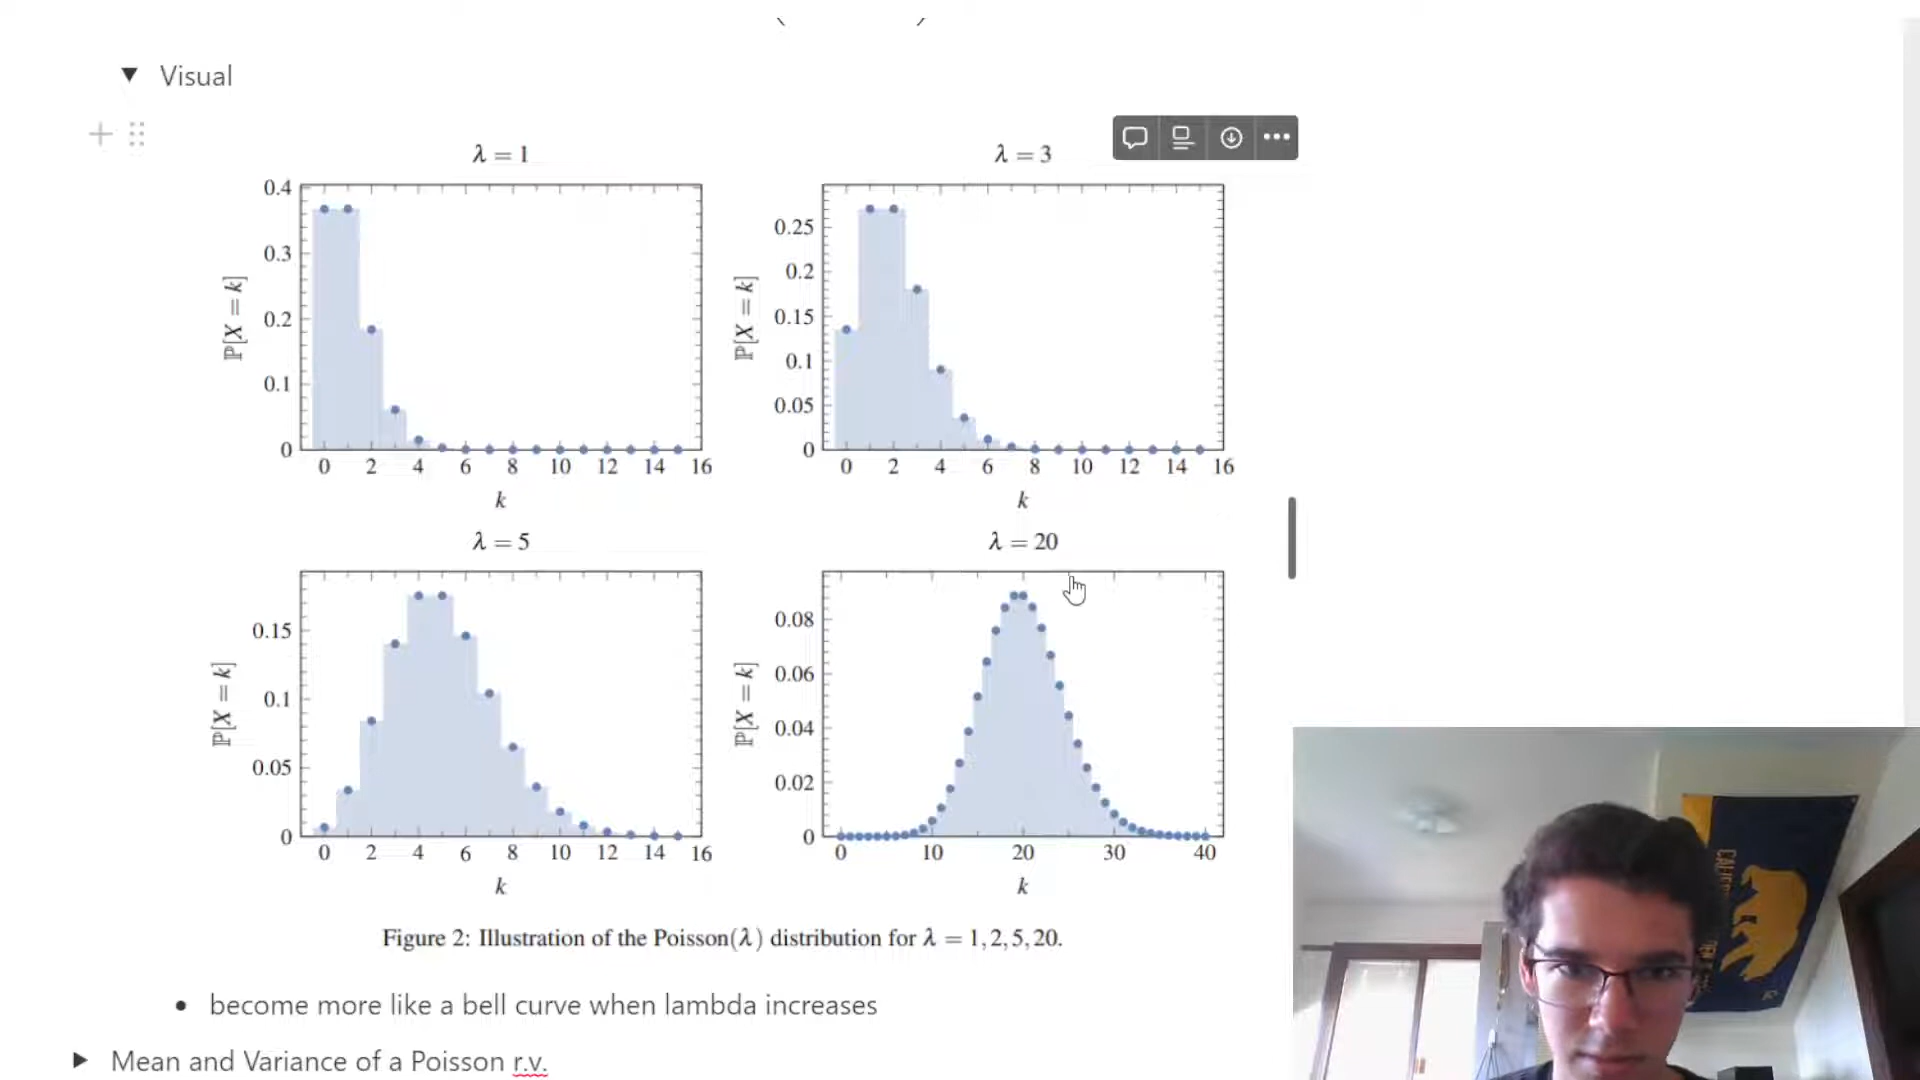 Visual
λ = 1
0.4
0.3
0.2
0.1
0
ℙ[X = k]
0 2 4 6 8 10 12 14 16
k
λ = 3
0.25
0.2
0.15
0.1
0.05
0
ℙ[X = k]
0 2 4 6 8 10 12 14 16
k
λ = 5
0.15
0.1
0.05
0
ℙ[X = k]
0 2 4 6 8 10 12 14 16
k
λ = 20
0.08
0.06
0.04
0.02
0
ℙ[X = k]
0 10 20 30 40
k
Figure 2: Illustration of the Poisson(λ) distribution for λ = 1,2,5,20.
become more like a bell curve when lambda increases
Mean and Variance of a Poisson r.v.